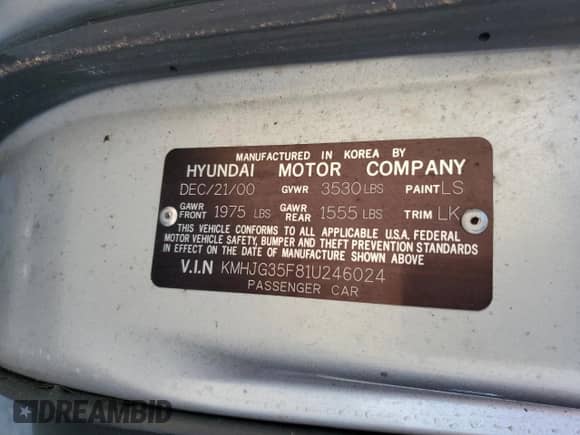 MANUFACTURED IN KOREA BY
HYUNDAI MOTOR COMPANY
DEC/21/00 GVWR 3530 LBS PAINT LS
GAWR FRONT 1975 LBS GAWR REAR 1555 LBS TRIM LK
THIS VEHICLE CONFORMS TO ALL APPLICABLE U.S.A. FEDERAL
MOTOR VEHICLE SAFETY, BUMPER AND THEFT PREVENTION STANDARDS
IN EFFECT ON THE DATE OF MANUFACTURE SHOWN ABOVE
V.I.N KMHJG35F81U246024
PASSENGER CAR
DREAMBID